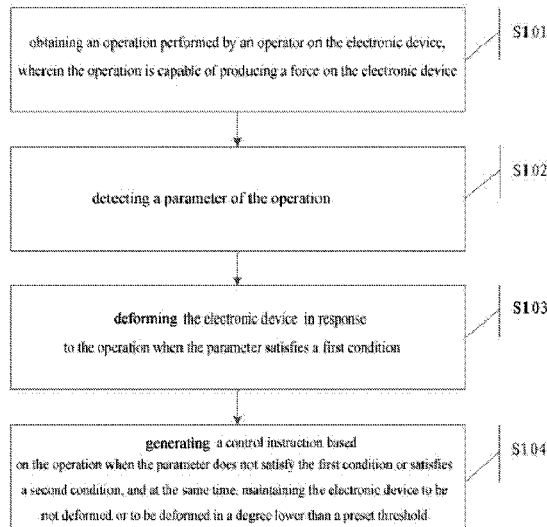 obtaining an operation performed by an operator on the electronic device,
wherein the operation is capable of producing a force on the electronic device
S101
detecting a parameter of the operation
S102
deforming the electronic device in response
to the operation when the parameter satisfies a first condition
S103
generating a control instruction based
on the operation when the parameter does not satisfy the first condition or satisfies
a second condition, and at the same time, maintaining the electronic device to be
not deformed or to be deformed in a degree lower than a preset threshold
S104